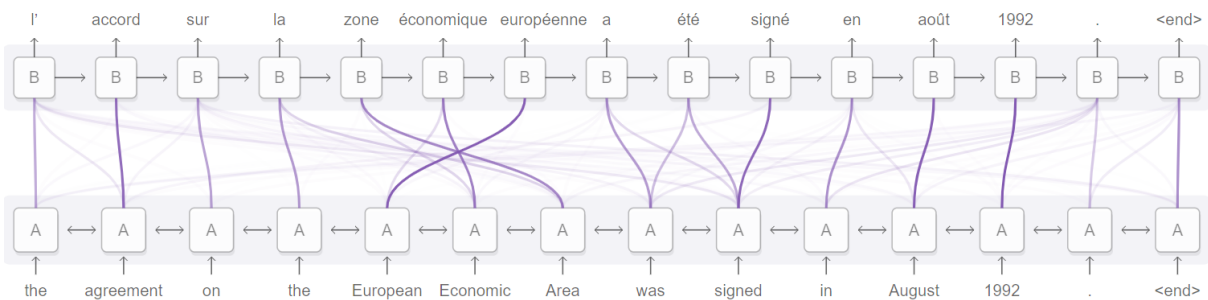 l' accord sur la zone économique européenne a été signé en août 1992 . <end>
B B B B B B B B B B B B B B B
A A A A A A A A A A A A A A
the agreement on the European Economic Area was signed in August 1992 . <end>